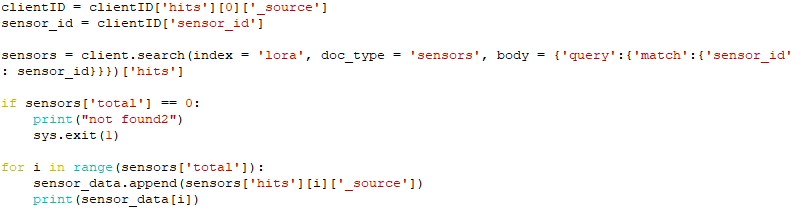 clientID = clientID['hits'][0]['_source']
sensor_id = clientID['sensor_id']

sensors = client.search(index = 'lora', doc_type = 'sensors', body = {'query':{'match':{'sensor_id'
: sensor_id}}})['hits']

if sensors['total'] == 0:
    print("not found2")
    sys.exit(1)

for i in range(sensors['total']):
    sensor_data.append(sensors['hits'][i]['_source'])
    print(sensor_data[i])